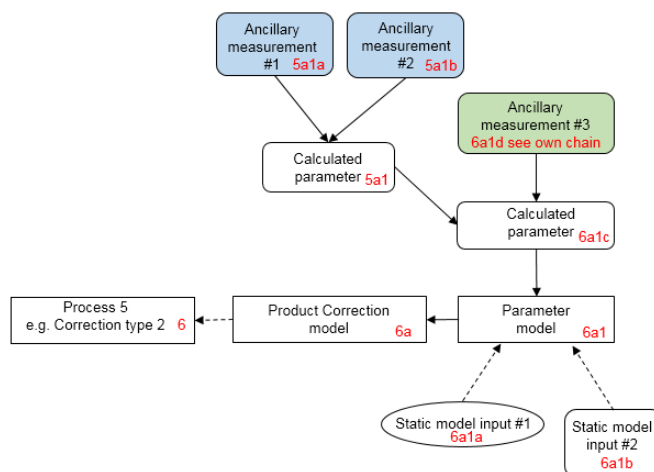 Ancillary
measurement
#1 5a1a
Ancillary
measurement
#2 5a1b
Ancillary
measurement #3
6a1d see own chain
Calculated
parameter
5a1
Calculated
parameter
6a1c
Process 5
e.g. Correction type 2 6
Product Correction
model
6a
Parameter
model
6a1
Static model input #1
6a1a
Static model
input #2
6a1b